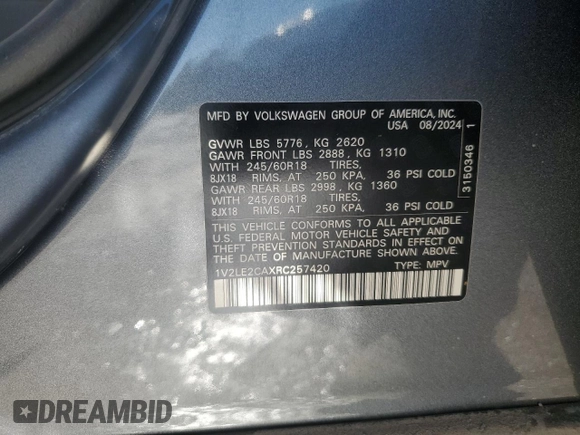 MFD BY VOLKSWAGEN GROUP OF AMERICA, INC.
USA 08/2024
GVWR LBS 5776, KG 2620
GAWR FRONT LBS 2888, KG 1310
WITH 245/60R18 TIRES,
8JX18 RIMS, AT 250 KPA, 36 PSI COLD
GAWR REAR LBS 2998, KG 1360
WITH 245/60R18 TIRES,
8JX18 RIMS, AT 250 KPA, 36 PSI COLD
THIS VEHICLE CONFORMS TO ALL APPLICABLE
U.S. FEDERAL MOTOR VEHICLE SAFETY AND
THEFT PREVENTION STANDARDS IN EFFECT ON
THE DATE OF MANUFACTURE SHOWN ABOVE.
1V2LE2CAXRC257420 TYPE: MPV
3150346 1
DREAMBID